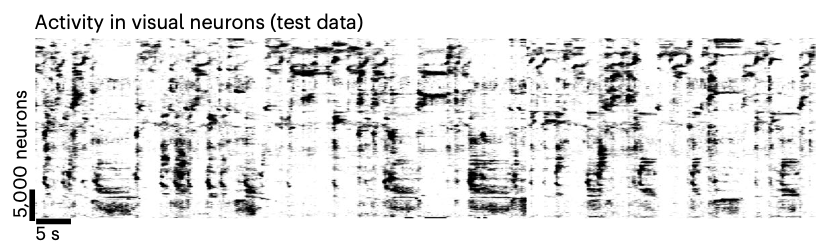 Activity in visual neurons (test data)
5,000 neurons
5 s